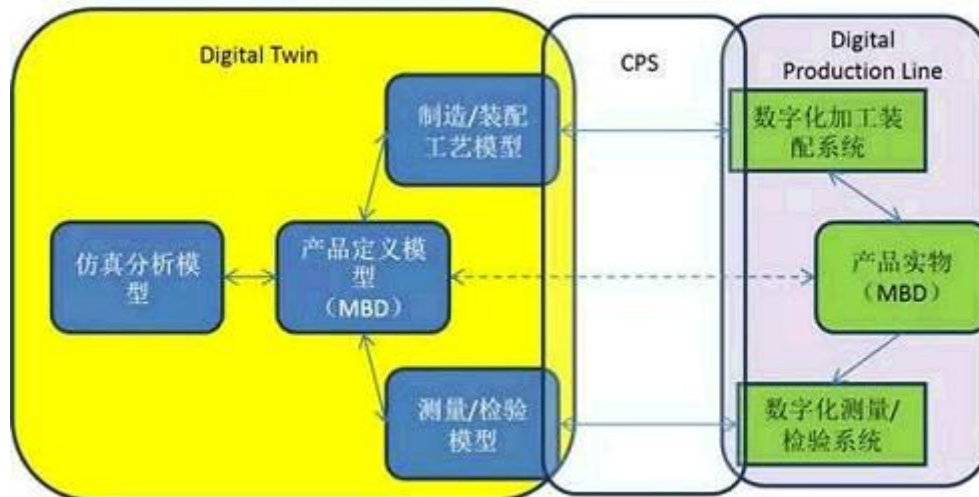 Digital Twin
CPS
Digital
Production Line
制造/装配
工艺模型
数字化加工装
配系统
仿真分析模
型
产品定义模
型
（MBD）
产品实物
（MBD）
测量/检验
模型
数字化测量/
检验系统